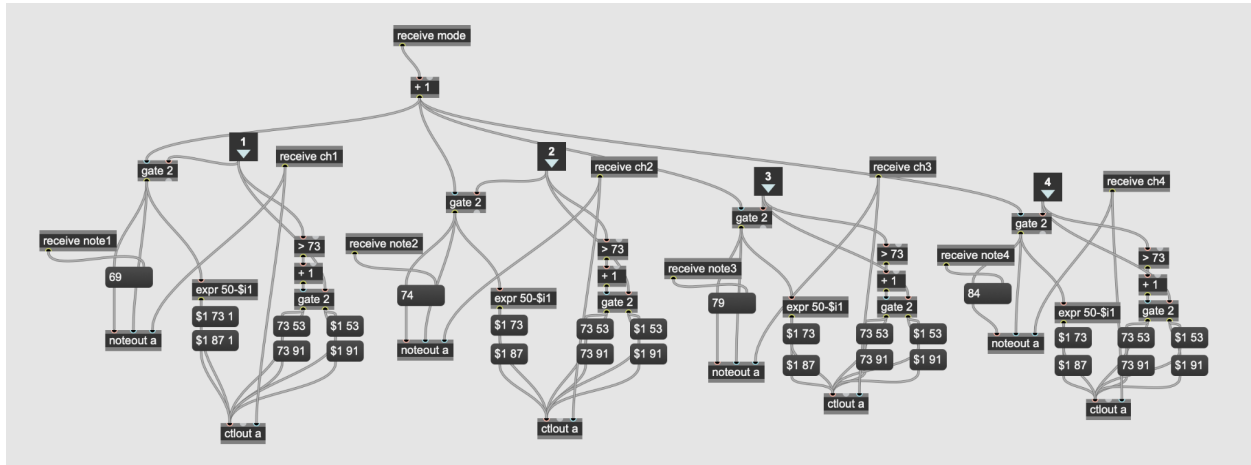 receive mode
+ 1
1
receive ch1
gate 2
receive note1
69
> 73
+ 1
gate 2
expr 50-$i1
$1 73 1
$1 87 1
73 53
$1 53
73 91
$1 91
noteout a
ctlout a
2
receive ch2
gate 2
receive note2
74
> 73
+ 1
gate 2
expr 50-$i1
$1 73
$1 87
73 53
$1 53
73 91
$1 91
noteout a
ctlout a
3
receive ch3
gate 2
receive note3
79
> 73
+ 1
gate 2
expr 50-$i1
$1 73
$1 87
73 53
$1 53
73 91
$1 91
noteout a
ctlout a
4
receive ch4
gate 2
receive note4
84
> 73
+ 1
gate 2
expr 50-$i1
$1 73
$1 87
73 53
$1 53
73 91
$1 91
noteout a
ctlout a